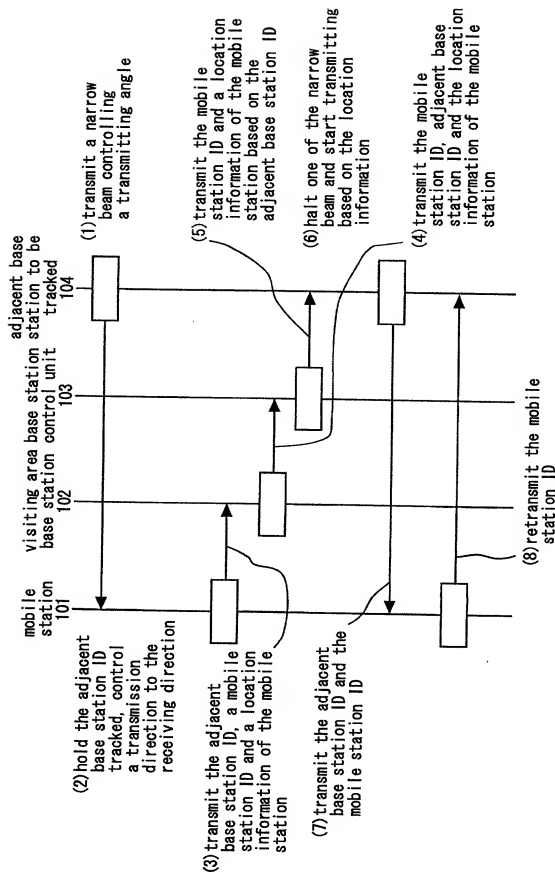 mobile
station
101
visiting area
base station
102
base station
control unit
103
adjacent base
station to be
tracked
104
(1)transmit a narrow
beam controlling
a transmitting angle
(2)hold the adjacent
base station ID
tracked, control
a transmission
direction to the
receiving direction
(3)transmit the adjacent
base station ID, a mobile
station ID and a location
information of the mobile
station
(5)transmit the mobile
station ID and a location
information of the mobile
station based on the
adjacent base station ID
(6)halt one of the narrow
beam and start transmitting
based on the location
information
(4)transmit the mobile
station ID, adjacent base
station ID and the location
information of the mobile
station
(7)transmit the adjacent
base station ID and the
mobile station ID
(8)retransmit the mobile
station ID